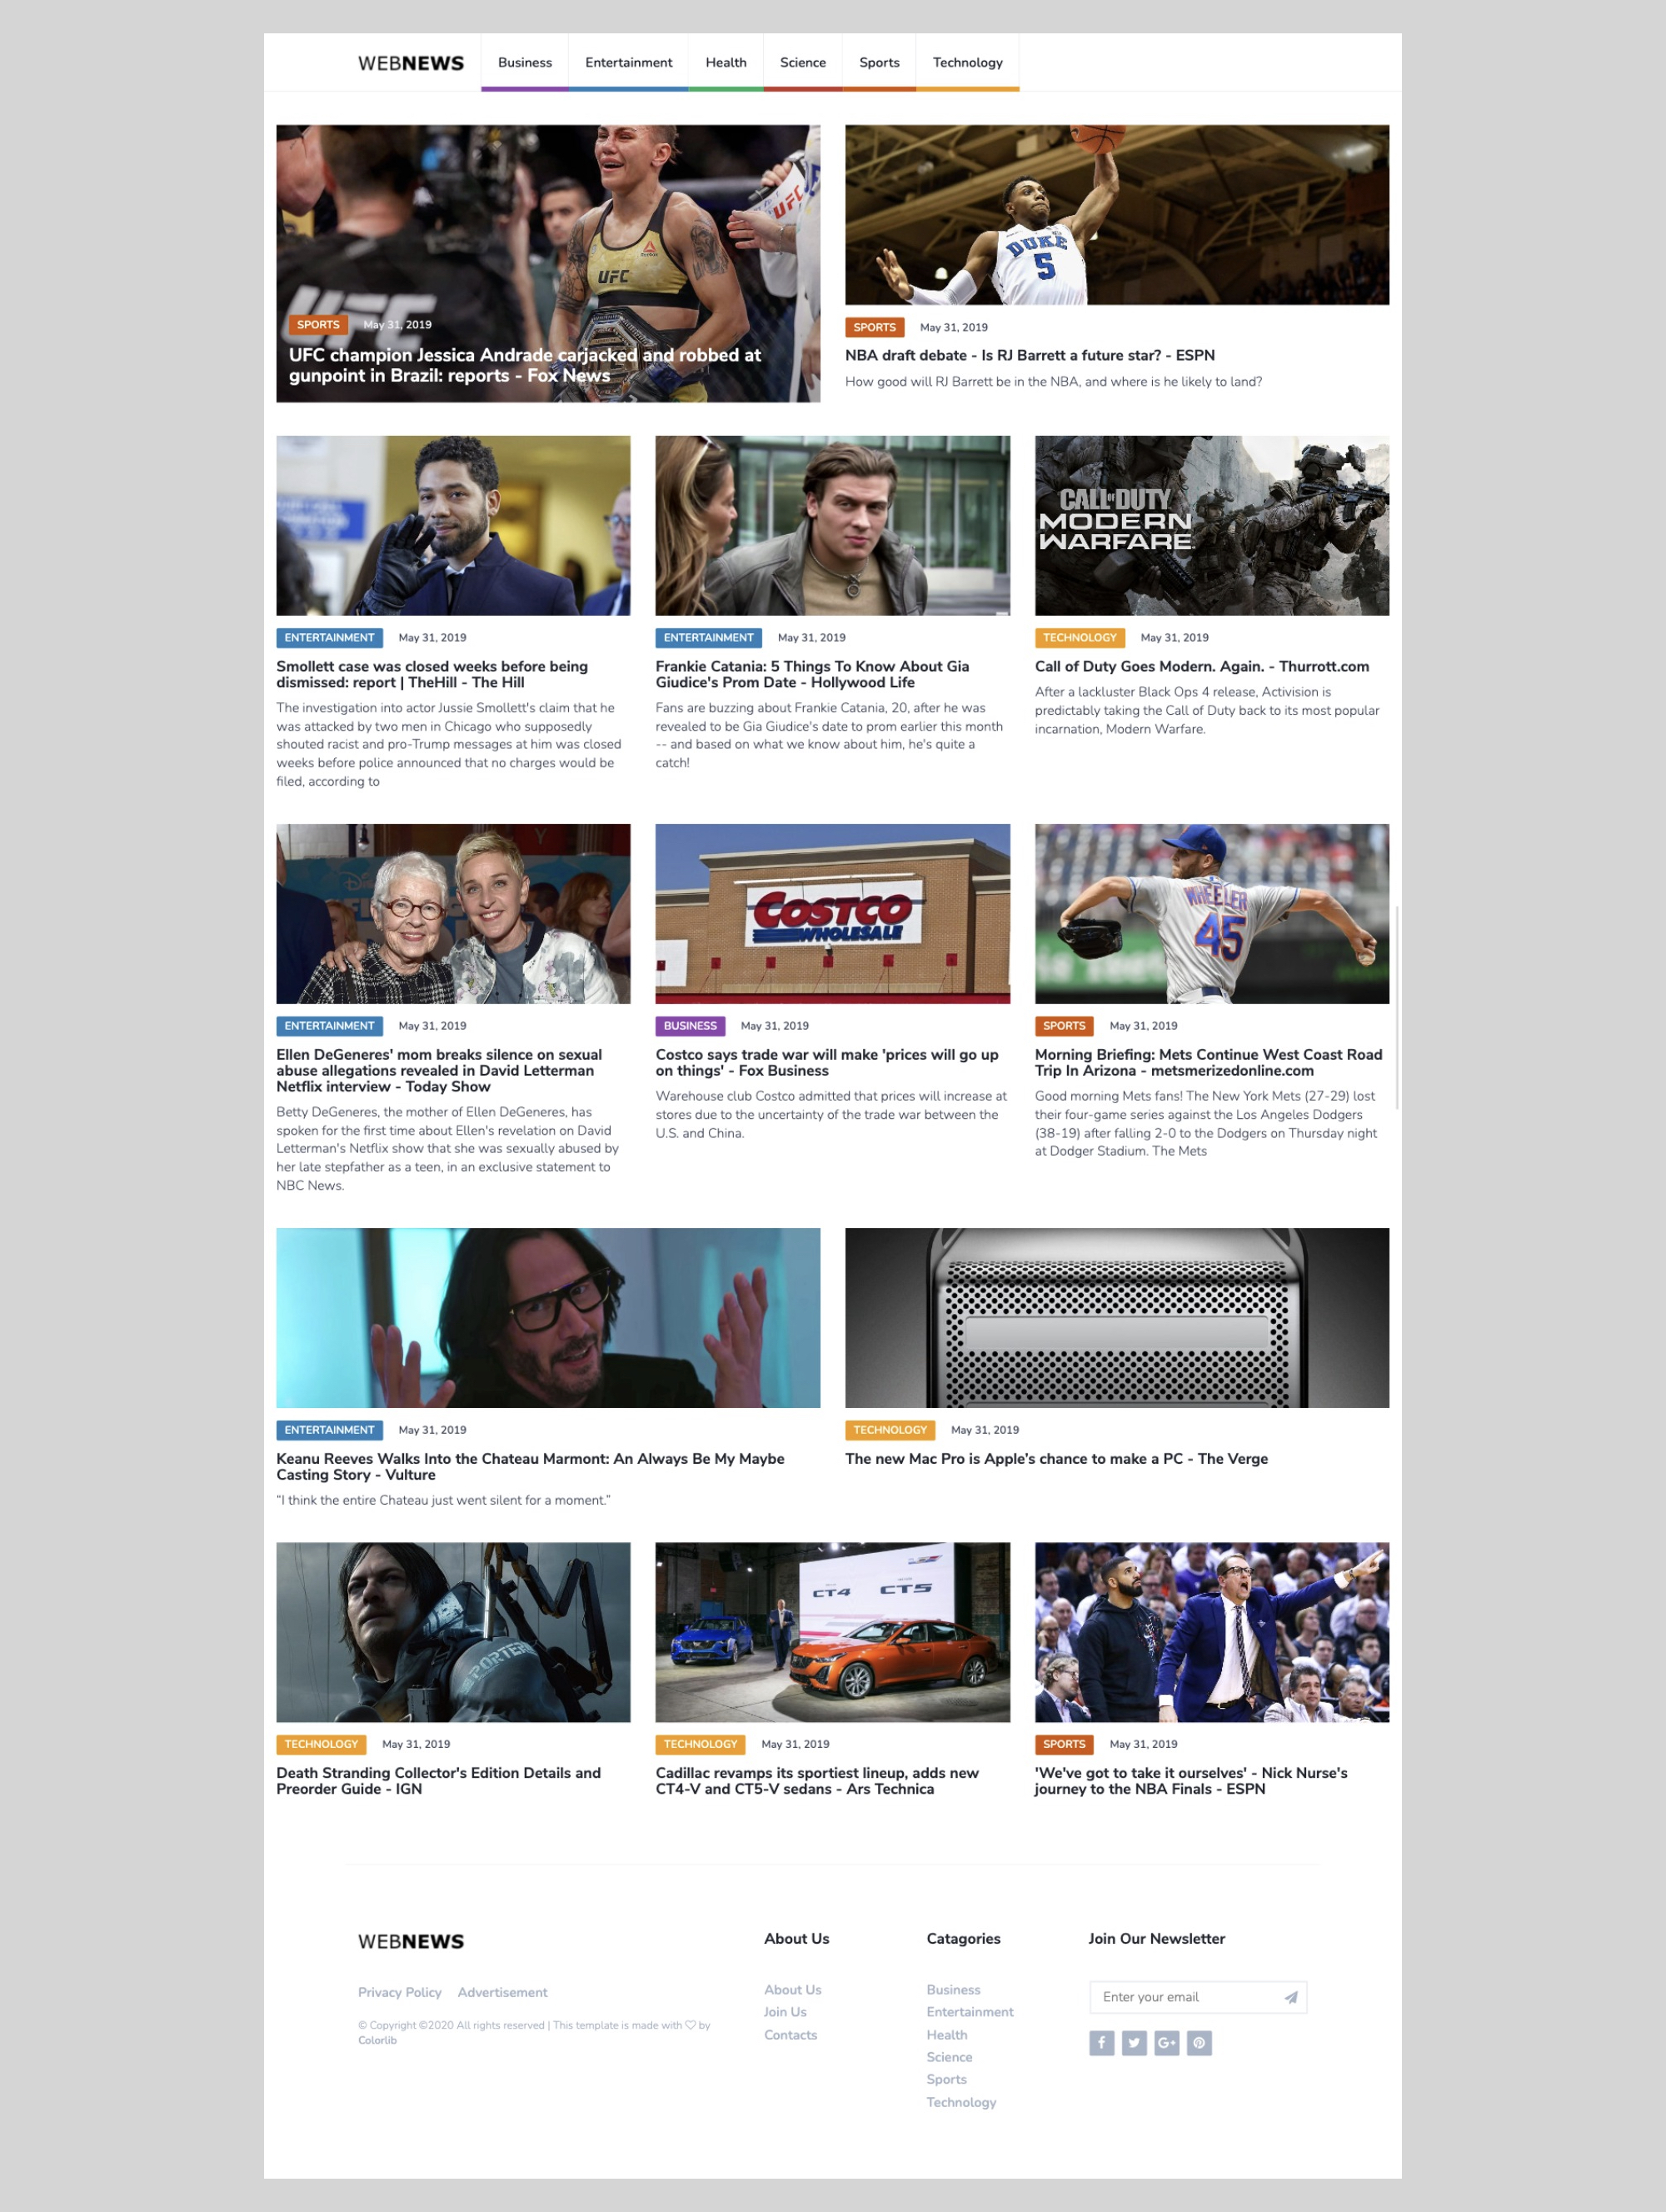 WEBNEWS
Business
Entertainment
Health
Science
Sports
Technology
UFC
UFC
UFC
SPORTS May 31, 2019
UFC champion Jessica Andrade carjacked and robbed at
gunpoint in Brazil: reports - Fox News
DUKE
5
SPORTS May 31, 2019
NBA draft debate - Is RJ Barrett a future star? - ESPN
How good will RJ Barrett be in the NBA, and where is he likely to land?
ENTERTAINMENT May 31, 2019
Smollett case was closed weeks before being
dismissed: report | TheHill - The Hill
The investigation into actor Jussie Smollett's claim that he
was attacked by two men in Chicago who supposedly
shouted racist and pro-Trump messages at him was closed
weeks before police announced that no charges would be
filed, according to
ENTERTAINMENT May 31, 2019
Frankie Catania: 5 Things To Know About Gia
Giudice's Prom Date - Hollywood Life
Fans are buzzing about Frankie Catania, 20, after he was
revealed to be Gia Giudice's date to prom earlier this month
-- and based on what we know about him, he's quite a
catch!
CALL OF DUTY
MODERN
WARFARE
TECHNOLOGY May 31, 2019
Call of Duty Goes Modern. Again. - Thurrott.com
After a lackluster Black Ops 4 release, Activision is
predictably taking the Call of Duty back to its most popular
incarnation, Modern Warfare.
ENTERTAINMENT May 31, 2019
Ellen DeGeneres' mom breaks silence on sexual
abuse allegations revealed in David Letterman
Netflix interview - Today Show
Betty DeGeneres, the mother of Ellen DeGeneres, has
spoken for the first time about Ellen's revelation on David
Letterman's Netflix show that she was sexually abused by
her late stepfather as a teen, in an exclusive statement to
NBC News.
COSTCO
WHOLESALE
BUSINESS May 31, 2019
Costco says trade war will make 'prices will go up
on things' - Fox Business
Warehouse club Costco admitted that prices will increase at
stores due to the uncertainty of the trade war between the
U.S. and China.
WHEELER
45
SPORTS May 31, 2019
Morning Briefing: Mets Continue West Coast Road
Trip In Arizona - metsmerizedonline.com
Good morning Mets fans! The New York Mets (27-29) lost
their four-game series against the Los Angeles Dodgers
(38-19) after falling 2-0 to the Dodgers on Thursday night
at Dodger Stadium. The Mets
ENTERTAINMENT May 31, 2019
Keanu Reeves Walks Into the Chateau Marmont: An Always Be My Maybe
Casting Story - Vulture
“I think the entire Chateau just went silent for a moment.”
TECHNOLOGY May 31, 2019
The new Mac Pro is Apple’s chance to make a PC - The Verge
PORTER
TECHNOLOGY May 31, 2019
Death Stranding Collector's Edition Details and
Preorder Guide - IGN
CT4 CT5
TECHNOLOGY May 31, 2019
Cadillac revamps its sportiest lineup, adds new
CT4-V and CT5-V sedans - Ars Technica
SPORTS May 31, 2019
'We've got to take it ourselves' - Nick Nurse's
journey to the NBA Finals - ESPN
WEBNEWS
Privacy Policy Advertisement
© Copyright ©2020 All rights reserved | This template is made with ♡ by
Colorlib
About Us
About Us
Join Us
Contacts
Catagories
Business
Entertainment
Health
Science
Sports
Technology
Join Our Newsletter
Enter your email